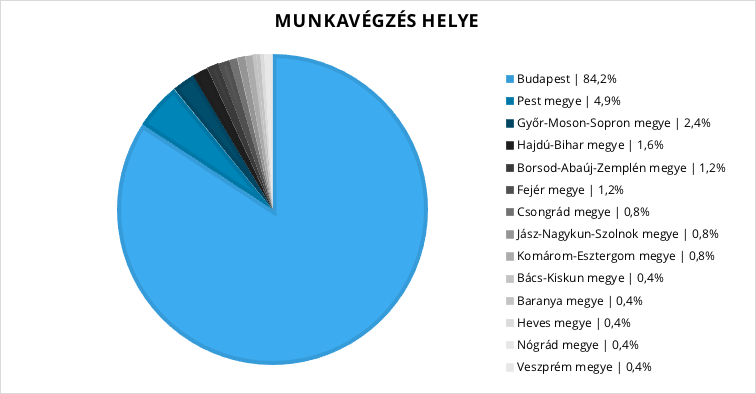 MUNKAVÉGZÉS HELYE
Budapest | 84,2%
Pest megye | 4,9%
Győr-Moson-Sopron megye | 2,4%
Hajdú-Bihar megye | 1,6%
Borsod-Abaúj-Zemplén megye | 1,2%
Fejér megye | 1,2%
Csongrád megye | 0,8%
Jász-Nagykun-Szolnok megye | 0,8%
Komárom-Esztergom megye | 0,8%
Bács-Kiskun megye | 0,4%
Baranya megye | 0,4%
Heves megye | 0,4%
Nógrád megye | 0,4%
Veszprém megye | 0,4%